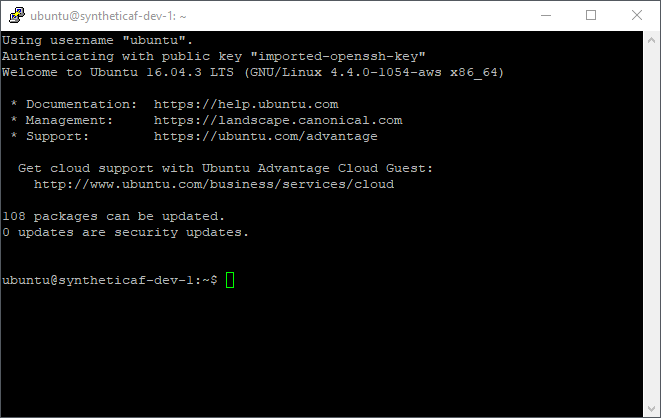 ubuntu@syntheticaf-dev-1: ~
Using username "ubuntu".
Authenticating with public key "imported-openssh-key"
Welcome to Ubuntu 16.04.3 LTS (GNU/Linux 4.4.0-1054-aws x86_64)
* Documentation:  https://help.ubuntu.com
* Management:     https://landscape.canonical.com
* Support:        https://ubuntu.com/advantage
Get cloud support with Ubuntu Advantage Cloud Guest:
http://www.ubuntu.com/business/services/cloud
108 packages can be updated.
0 updates are security updates.
ubuntu@syntheticaf-dev-1:~$